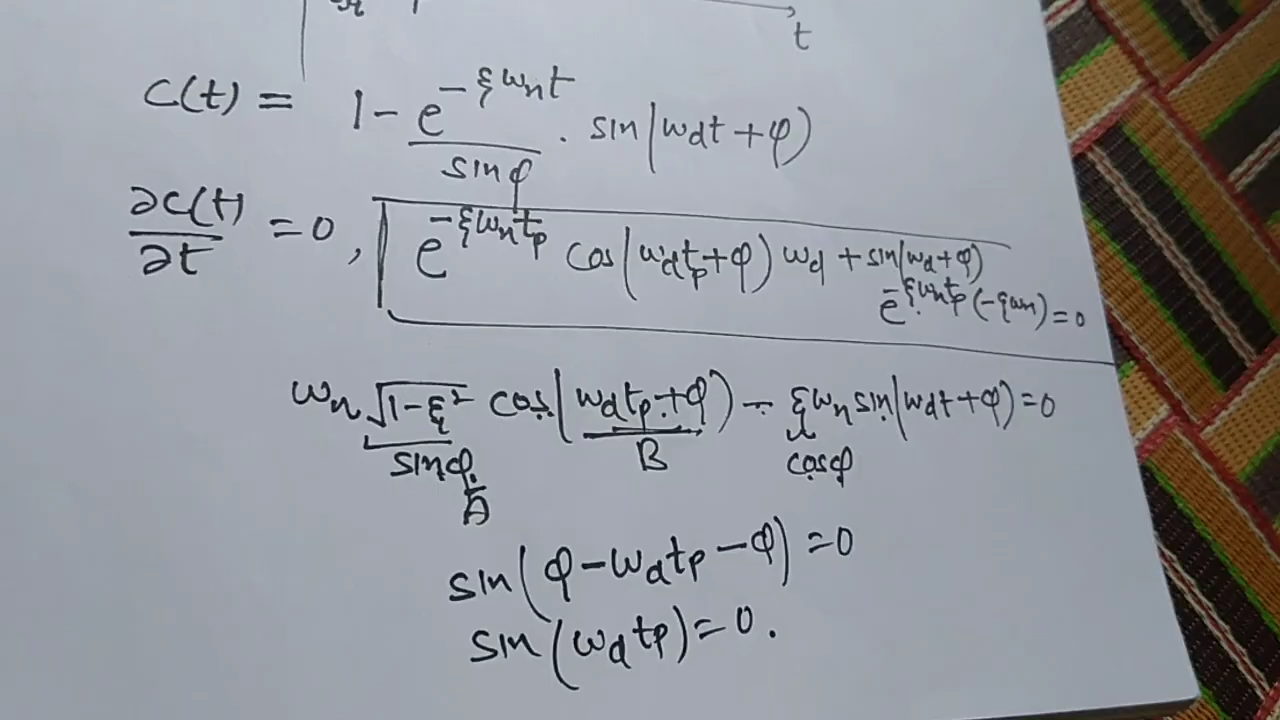 t
C(t) = 1 - e^{-ξωnt} / sinφ . sin(ωdt + φ)
∂C(t) / ∂t = 0, e^{-ξωntp} cos(ωdtp+φ) ωd + sin(ωd+φ)
e^{-ξωntp} (-ξωn) = 0
ωn √1-ξ² cos(ωdtp+φ) - ξωn sin(ωdt+φ) = 0
sinφ B cosφ
A
sin(φ-ωdtp-φ) = 0
sin(ωdtp) = 0.